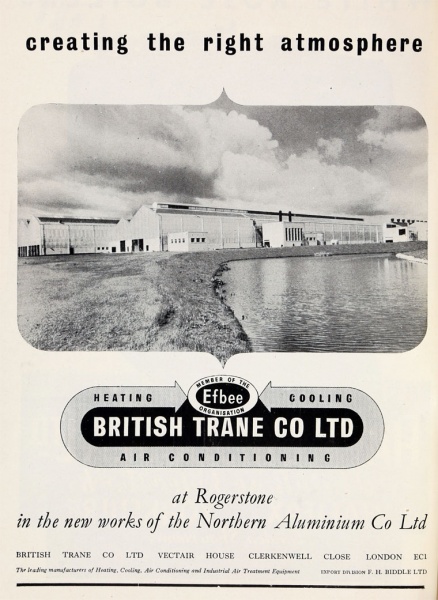 creating the right atmosphere
MEMBER OF THE
Efbee
ORGANISATION
HEATING COOLING
BRITISH TRANE CO LTD
AIR CONDITIONING
at Rogerstone
in the new works of the Northern Aluminium Co Ltd
BRITISH TRANE CO LTD VECTAIR HOUSE CLERKENWELL CLOSE LONDON EC1
The leading manufacturers of Heating, Cooling, Air Conditioning and Industrial Air Treatment Equipment EXPORT DIVISION F. H. BIDDLE LTD